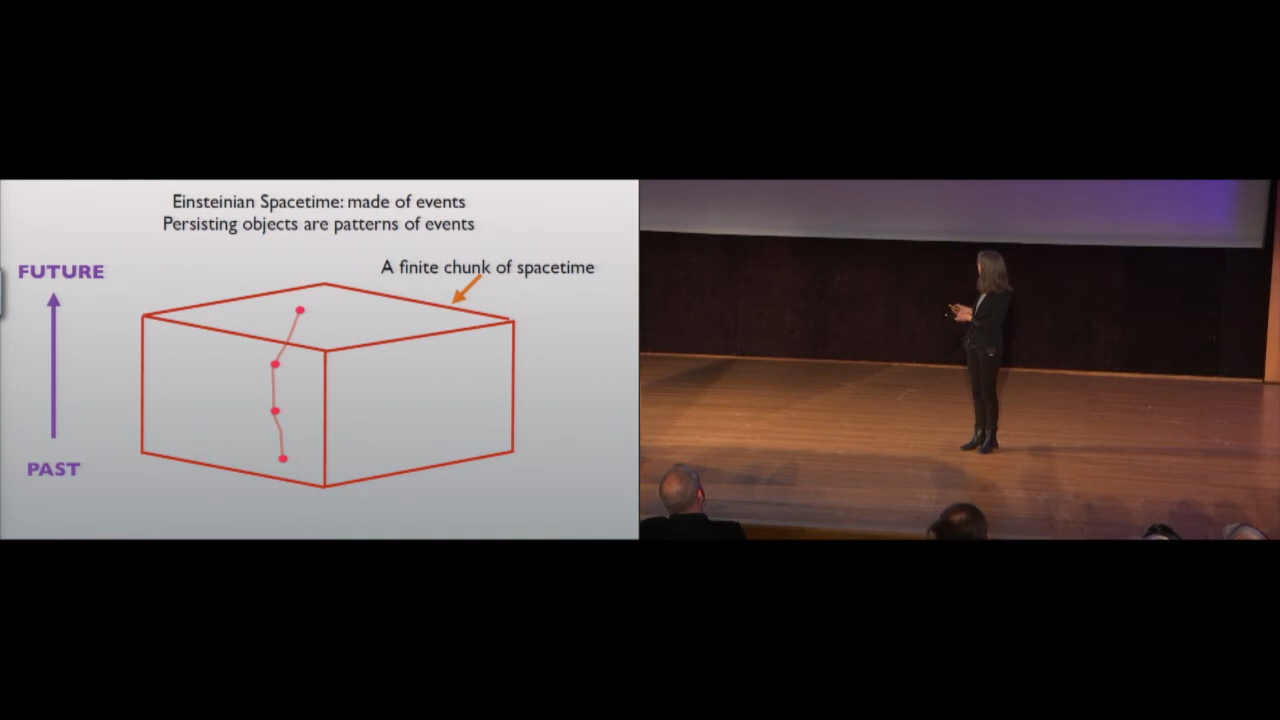 Einsteinian Spacetime: made of events
Persisting objects are patterns of events
A finite chunk of spacetime
FUTURE
PAST